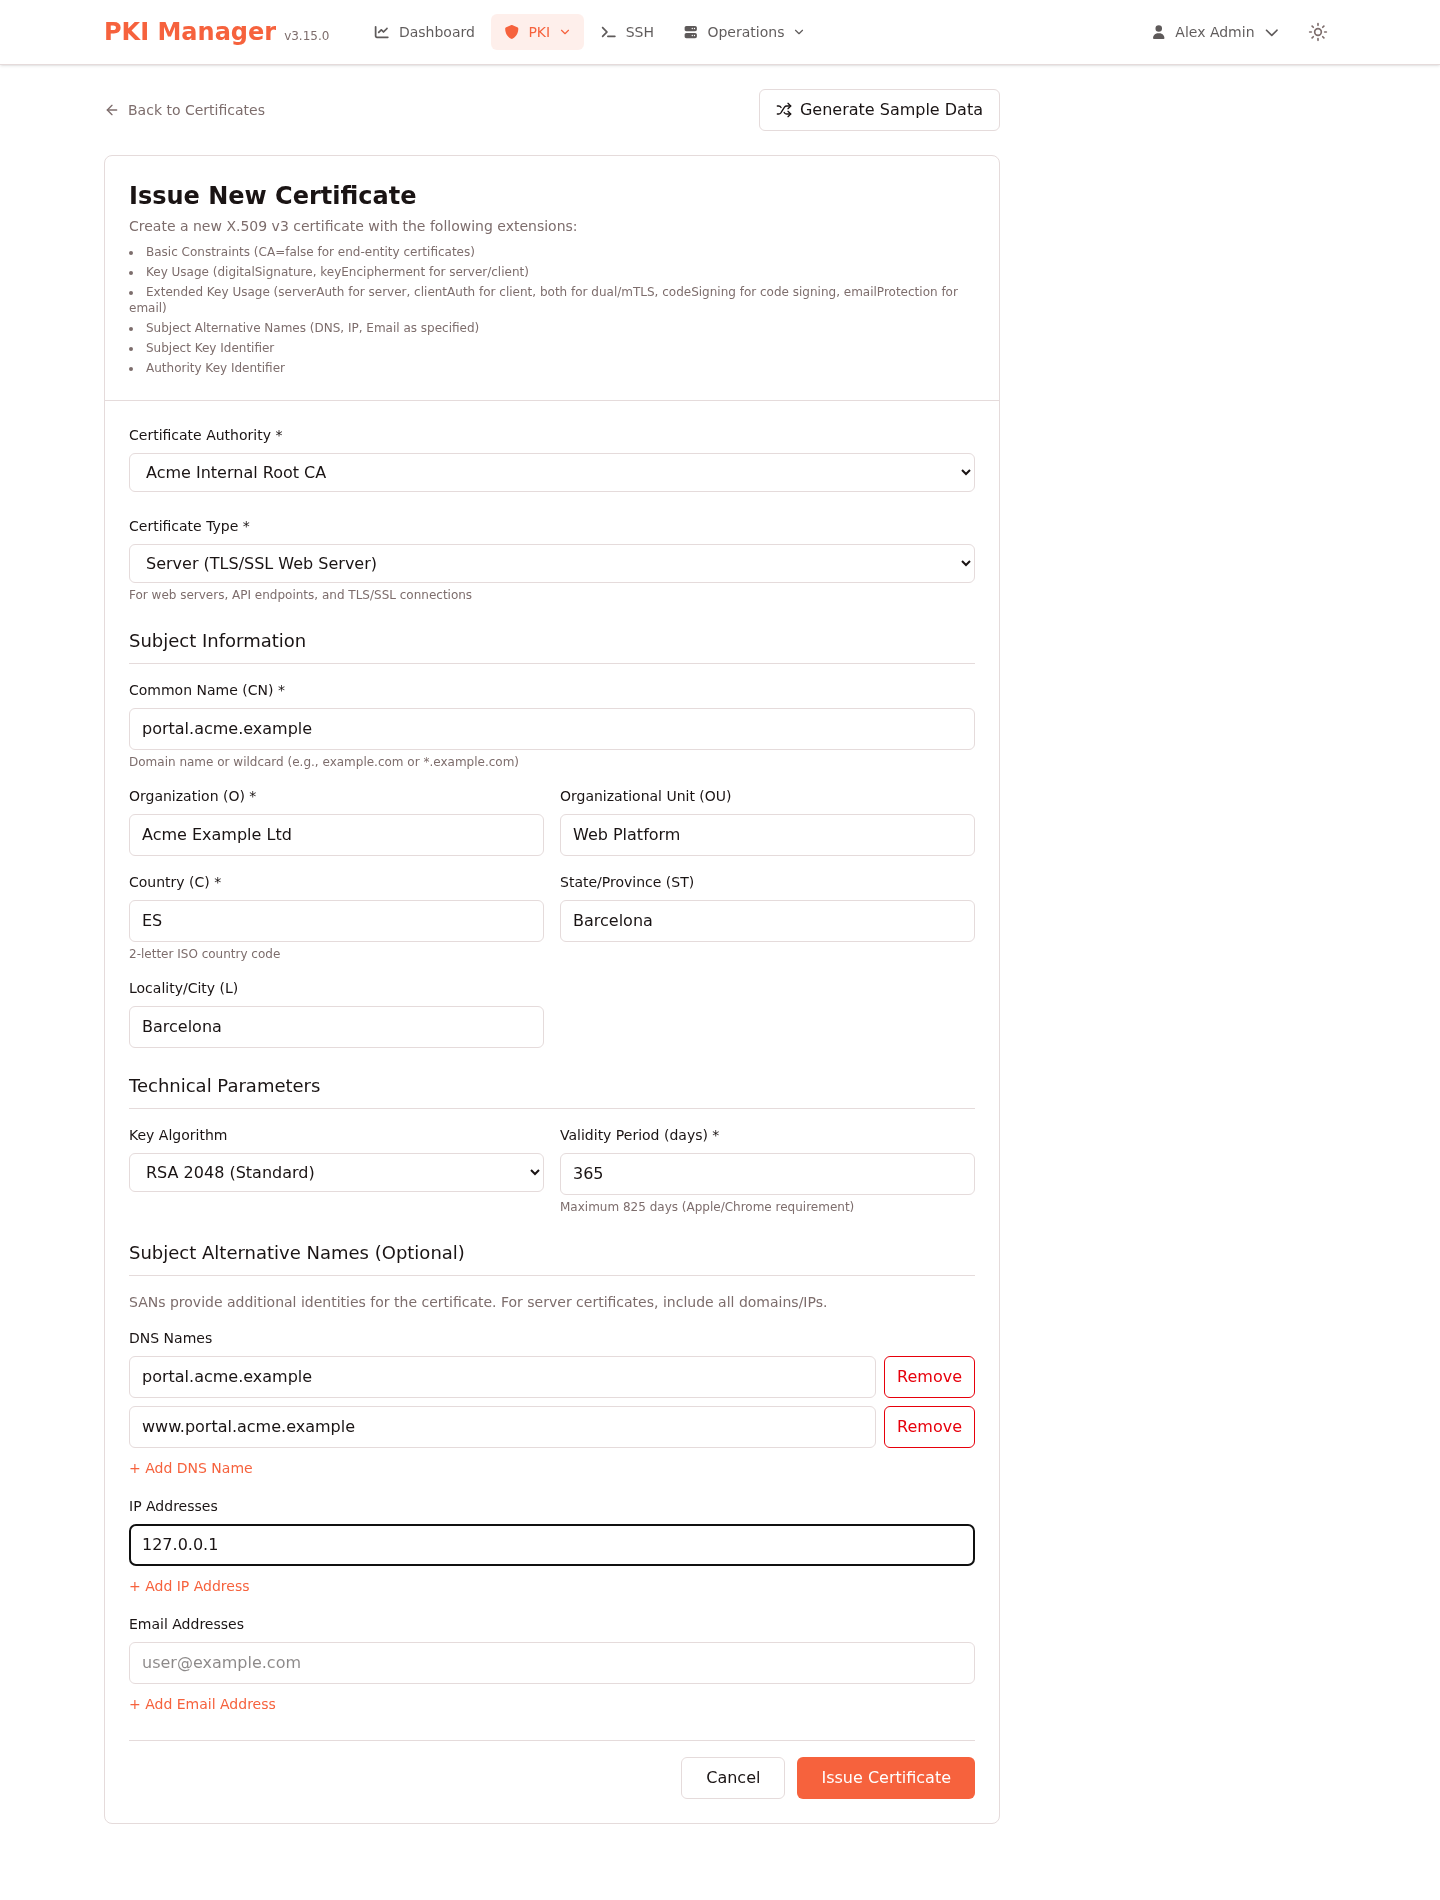 PKI Manager v3.15.0 Dashboard PKI SSH Operations Alex Admin
Back to Certificates
Generate Sample Data
Issue New Certificate
Create a new X.509 v3 certificate with the following extensions:
• Basic Constraints (CA=false for end-entity certificates)
• Key Usage (digitalSignature, keyEncipherment for server/client)
• Extended Key Usage (serverAuth for server, clientAuth for client, both for dual/mTLS, codeSigning for code signing, emailProtection for
email)
• Subject Alternative Names (DNS, IP, Email as specified)
• Subject Key Identifier
• Authority Key Identifier
Certificate Authority *
Acme Internal Root CA
Certificate Type *
Server (TLS/SSL Web Server)
For web servers, API endpoints, and TLS/SSL connections
Subject Information
Common Name (CN) *
portal.acme.example
Domain name or wildcard (e.g., example.com or *.example.com)
Organization (O) *
Acme Example Ltd
Organizational Unit (OU)
Web Platform
Country (C) *
ES
2-letter ISO country code
State/Province (ST)
Barcelona
Locality/City (L)
Barcelona
Technical Parameters
Key Algorithm
RSA 2048 (Standard)
Validity Period (days) *
365
Maximum 825 days (Apple/Chrome requirement)
Subject Alternative Names (Optional)
SANs provide additional identities for the certificate. For server certificates, include all domains/IPs.
DNS Names
portal.acme.example Remove
www.portal.acme.example Remove
+ Add DNS Name
IP Addresses
127.0.0.1
+ Add IP Address
Email Addresses
user@example.com
+ Add Email Address
Cancel Issue Certificate